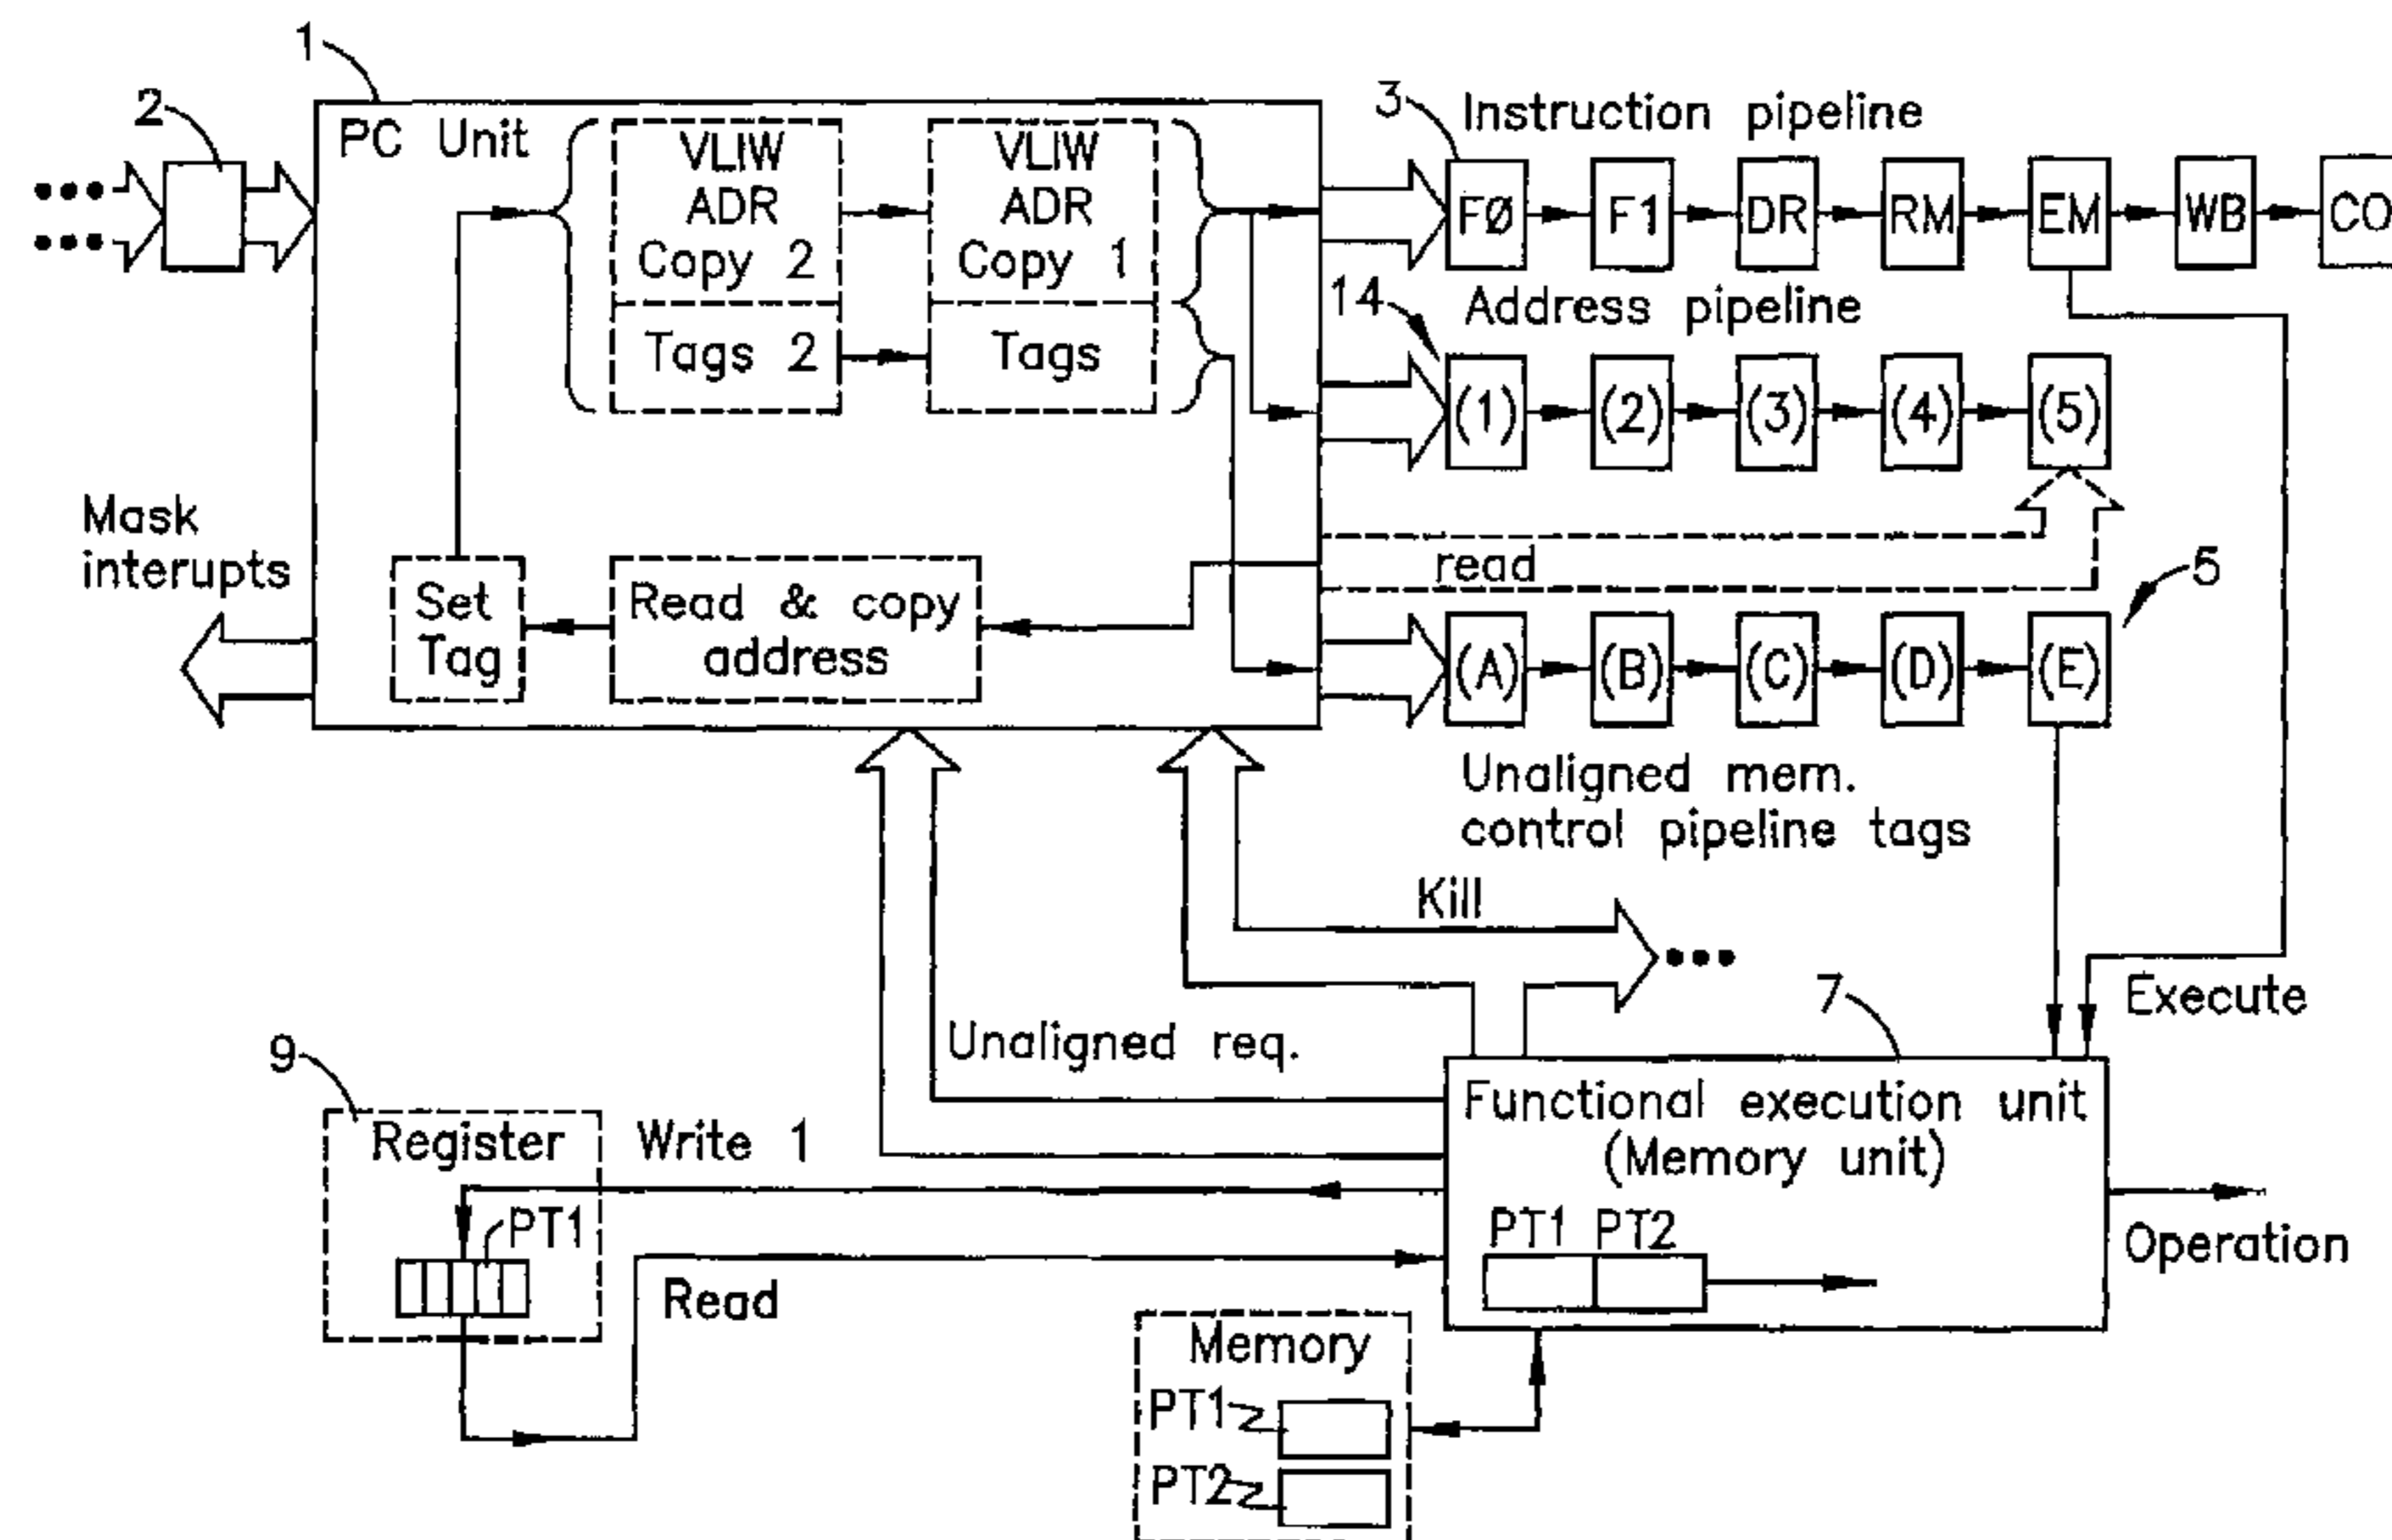 1
2
PC Unit
VLIW
ADR
Copy 2
Tags 2
VLIW
ADR
Copy 1
Tags
3
Instruction pipeline
FØ
F1
DR
RM
EM
WB
CO
14
Address pipeline
(1)
(2)
(3)
(4)
(5)
Mask
interupts
Set
Tag
Read & copy
address
read
5
(A)
(B)
(C)
(D)
(E)
Unaligned mem.
control pipeline tags
Kill
Execute
7
Unaligned req.
9
Register
PT1
Write 1
Read
Functional execution unit
(Memory unit)
PT1 PT2
Operation
Memory
PT1
PT2